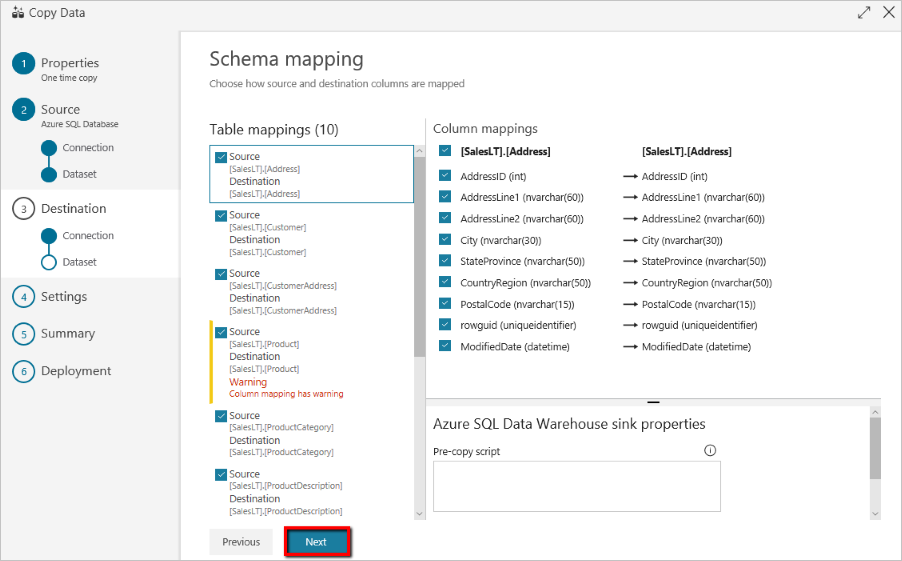 Copy Data
1 Properties
One time copy
2 Source
Azure SQL Database
Connection
Dataset
3 Destination
Connection
Dataset
4 Settings
5 Summary
6 Deployment
Schema mapping
Choose how source and destination columns are mapped
Table mappings (10)
Source
[SalesLT].[Address]
Destination
[SalesLT].[Address]
Source
[SalesLT].[Customer]
Destination
[SalesLT].[Customer]
Source
[SalesLT].[CustomerAddress]
Destination
[SalesLT].[CustomerAddress]
Source
[SalesLT].[Product]
Destination
[SalesLT].[Product]
Warning
Column mapping has warning
Source
[SalesLT].[ProductCategory]
Destination
[SalesLT].[ProductCategory]
Source
[SalesLT].[ProductDescription]
Destination
[SalesLT].[ProductDescription]
Column mappings
[SalesLT].[Address] [SalesLT].[Address]
AddressID (int) → AddressID (int)
AddressLine1 (nvarchar(60)) → AddressLine1 (nvarchar(60))
AddressLine2 (nvarchar(60)) → AddressLine2 (nvarchar(60))
City (nvarchar(30)) → City (nvarchar(30))
StateProvince (nvarchar(50)) → StateProvince (nvarchar(50))
CountryRegion (nvarchar(50)) → CountryRegion (nvarchar(50))
PostalCode (nvarchar(15)) → PostalCode (nvarchar(15))
rowguid (uniqueidentifier) → rowguid (uniqueidentifier)
ModifiedDate (datetime) → ModifiedDate (datetime)
Azure SQL Data Warehouse sink properties
Pre-copy script
Previous
Next